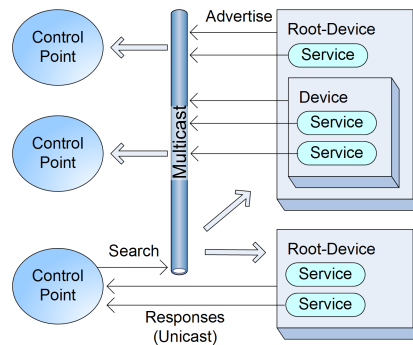 Advertise
Control
Point
Root-Device
Service
Device
Service
Service
Control
Point
Multicast
Search
Control
Point
Root-Device
Service
Service
Responses
(Unicast)